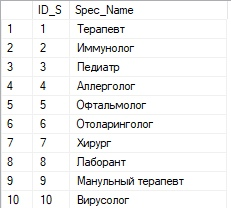 ID_S Spec_Name
1 1 Терапевт
2 2 Иммунолог
3 3 Педиатр
4 4 Аллерголог
5 5 Офтальмолог
6 6 Отоларинголог
7 7 Хирург
8 8 Лаборант
9 9 Манульный терапевт
10 10 Вирусолог